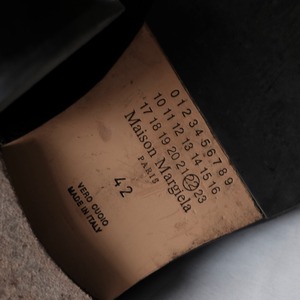 0 1 2 3 4 5 6 7 8 9
10 11 12 13 14 15 16
17 18 19 20 21 22 23
Maison Margiela
PARIS
42
VERO CUOIO
MADE IN ITALY